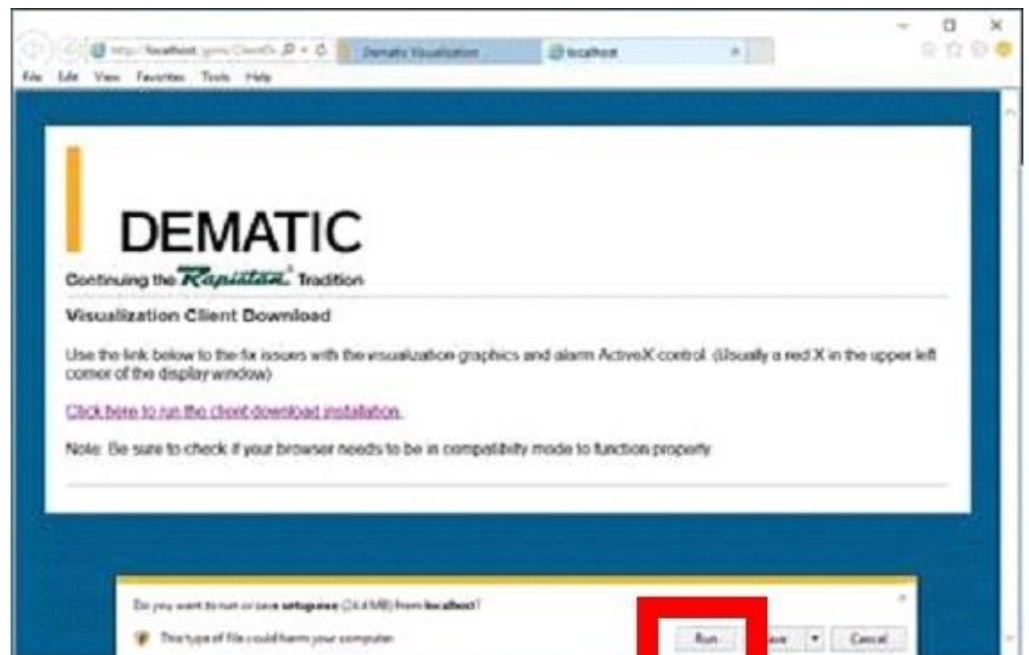 http://localhost
Dematic Visualization
localhost
File Edit View Favorites Tools Help
DEMATIC
Continuing the Rapistan® Tradition
Visualization Client Download
Use the link below to the fix issues with the visualization graphics and alarm ActiveX control. (Usually a red X in the upper left
corner of the display window)
Click here to run the client download installation.
Note: Be sure to check if your browser needs to be in compatibility mode to function properly.
Do you want to run or save setup.exe (24.4 MB) from localhost?
This type of file could harm your computer.
Run Cancel